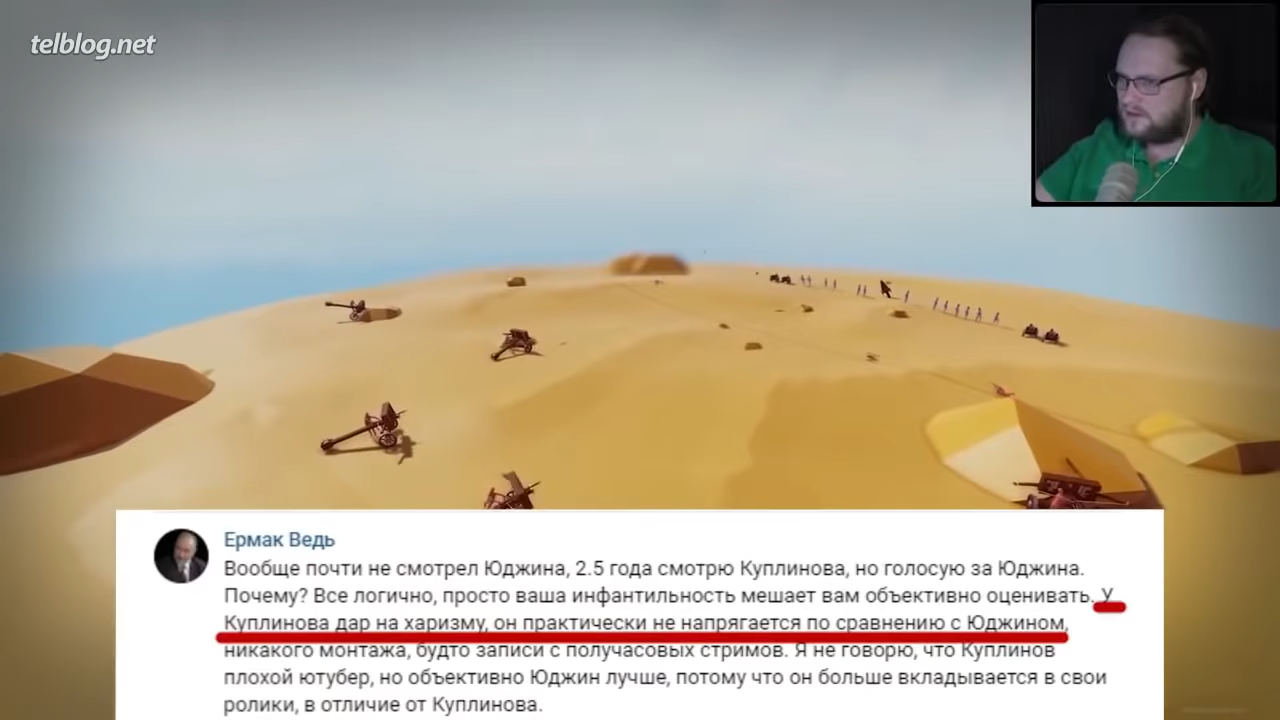 telblog.net
Ермак Ведь
Вообще почти не смотрел Юджина, 2.5 года смотрю Куплинова, но голосую за Юджина.
Почему? Все логично, просто ваша инфантильность мешает вам объективно оценивать. У
Куплинова дар на харизму, он практически не напрягается по сравнению с Юджином,
никакого монтажа, будто записи с получасовых стримов. Я не говорю, что Куплинов
плохой ютубер, но объективно Юджин лучше, потому что он больше вкладывается в свои
ролики, в отличие от Куплинова.